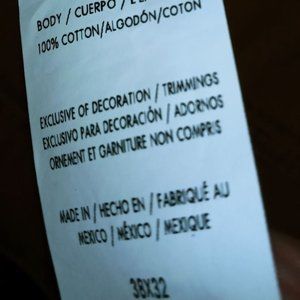 BODY / CUERPO /
100% COTTON/ALGODÓN/COTON
EXCLUSIVE OF DECORATION / TRIMMINGS
EXCLUSIVO PARA DECORACIÓN / ADORNOS
ORNEMENT ET GARNITURE NON COMPRIS
MADE IN / HECHO EN / FABRIQUÉ AU
MEXICO / MÉXICO / MEXIQUE
38X32